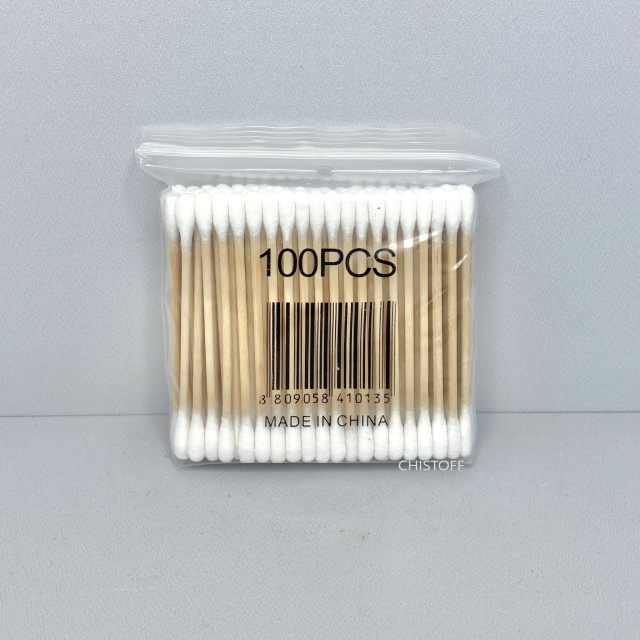 100PCS
8 809058 410135
MADE IN CHINA
CHISTOFF